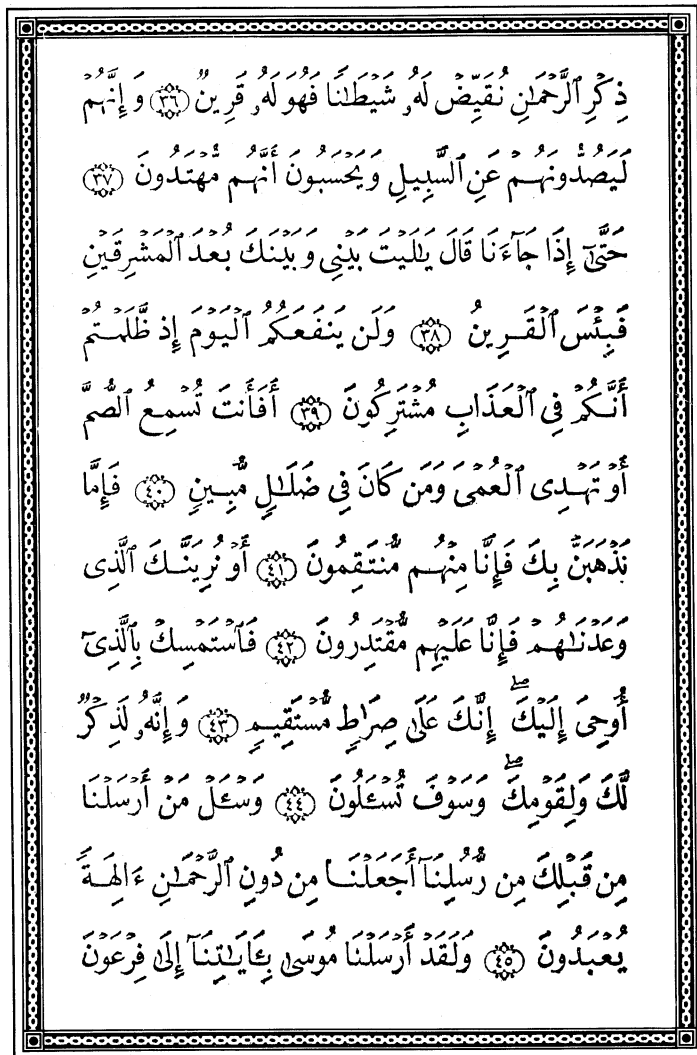 ذِكۡرِ ٱلرَّحۡمَٰنِ نُقَيِّضۡ لَهُۥ شَيۡطَٰنٗا فَهُوَ لَهُۥ قَرِينٞ ٣٦ وَإِنَّهُمۡ
لَيَصُدُّونَهُمۡ عَنِ ٱلسَّبِيلِ وَيَحۡسَبُونَ أَنَّهُم مُّهۡتَدُونَ ٣٧
حَتَّىٰٓ إِذَا جَآءَنَا قَالَ يَٰلَيۡتَ بَيۡنِي وَبَيۡنَكَ بُعۡدَ ٱلۡمَشۡرِقَيۡنِ
فَبِئۡسَ ٱلۡقَرِينُ ٣٨ وَلَن يَنفَعَكُمُ ٱلۡيَوۡمَ إِذ ظَّلَمۡتُمۡ
أَنَّكُمۡ فِي ٱلۡعَذَابِ مُشۡتَرِكُونَ ٣٩ أَفَأَنتَ تُسۡمِعُ ٱلصُّمَّ
أَوۡ تَهۡدِي ٱلۡعُمۡيَ وَمَن كَانَ فِي ضَلَٰلٖ مُّبِينٖ ٤٠ فَإِمَّا
نَذۡهَبَنَّ بِكَ فَإِنَّا مِنۡهُم مُّنتَقِمُونَ ٤١ أَوۡ نُرِيَنَّكَ ٱلَّذِي
وَعَدۡنَٰهُمۡ فَإِنَّا عَلَيۡهِم مُّقۡتَدِرُونَ ٤٢ فَٱسۡتَمۡسِكۡ بِٱلَّذِيٓ
أُوحِيَ إِلَيۡكَۖ إِنَّكَ عَلَىٰ صِرَٰطٖ مُّسۡتَقِيمٖ ٤٣ وَإِنَّهُۥ لَذِكۡرٞ
لَّكَ وَلِقَوۡمِكَۖ وَسَوۡفَ تُسۡـَٔلُونَ ٤٤ وَسۡـَٔلۡ مَنۡ أَرۡسَلۡنَا
مِن قَبۡلِكَ مِن رُّسُلِنَآ أَجَعَلۡنَا مِن دُونِ ٱلرَّحۡمَٰنِ ءَالِهَةٗ
يُعۡبَدُونَ ٤٥ وَلَقَدۡ أَرۡسَلۡنَا مُوسَىٰ بِـَٔايَٰتِنَآ إِلَىٰ فِرۡعَوۡنَ